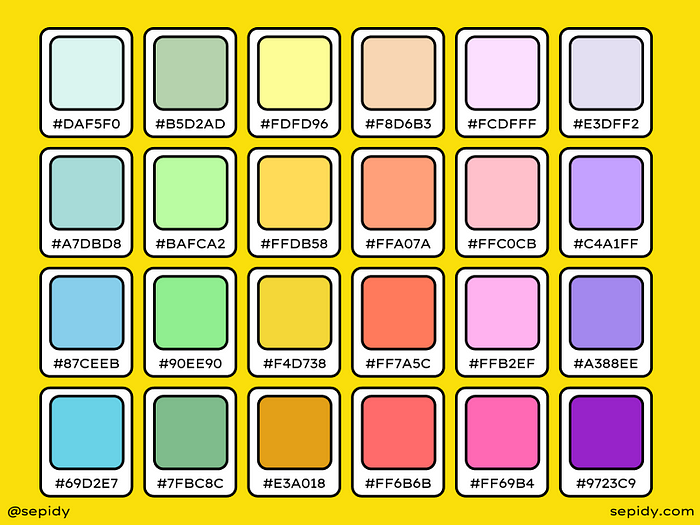 #DAF5F0 #B5D2AD #FDFD96 #F8D6B3 #FCDFFF #E3DFF2
#A7DBD8 #BAFCA2 #FFDB58 #FFA07A #FFC0CB #C4A1FF
#87CEEB #90EE90 #F4D738 #FF7A5C #FFB2EF #A388EE
#69D2E7 #7FBC8C #E3A018 #FF6B6B #FF69B4 #9723C9
@sepidy sepidy.com